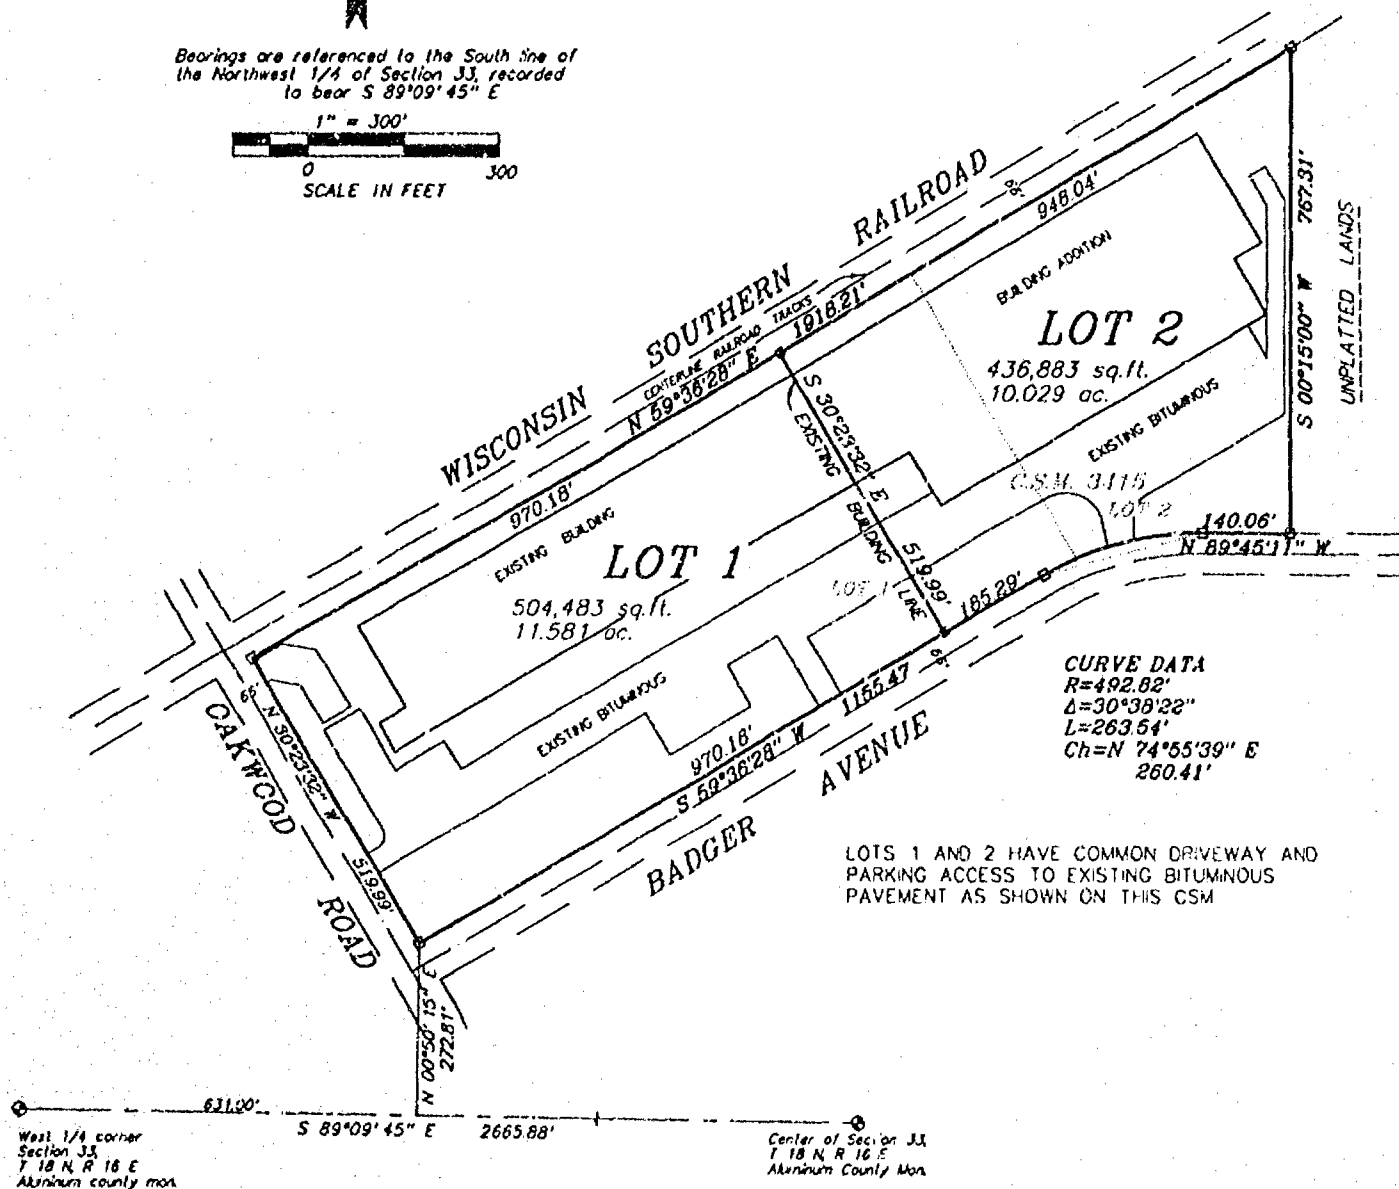 Bearings are referenced to the South line of
the Northwest 1/4 of Section 33, recorded
to bear S 89°09'45" E
1" = 300'
0 300
SCALE IN FEET
WISCONSIN SOUTHERN RAILROAD
CENTERLINE RAILROAD TRACKS
N 59°36'28" E 1918.21'
66'
948.04'
970.18'
BUILDING ADDITION
LOT 2
436,883 sq.ft.
10.029 ac.
EXISTING BITUMINOUS
C.S.M. 3415
LOT 2
S 00°15'00" W 767.31'
UNPLATTED LANDS
140.06'
N 89°45'11" W
S 30°23'32" E 519.99'
EXISTING BUILDING LINE
EXISTING BUILDING
LOT 1
504,483 sq.ft.
11.581 ac.
LOT 1
185.29'
66'
1155.47
EXISTING BITUMINOUS
970.18'
S 59°36'28" W
BADGER AVENUE
66'
N 30°23'32" W
519.99'
OAKWOOD ROAD
CURVE DATA
R=492.82'
Δ=30°38'22"
L=263.54'
Ch=N 74°55'39" E
260.41'
LOTS 1 AND 2 HAVE COMMON DRIVEWAY AND
PARKING ACCESS TO EXISTING BITUMINOUS
PAVEMENT AS SHOWN ON THIS CSM
N 00°50'15" E
272.81'
631.00'
S 89°09'45" E 2665.88'
West 1/4 corner
Section 33,
T 18 N, R 16 E
Aluminum county mon.
Center of Section 33,
T 18 N, R 16 E
Aluminum County Mon.